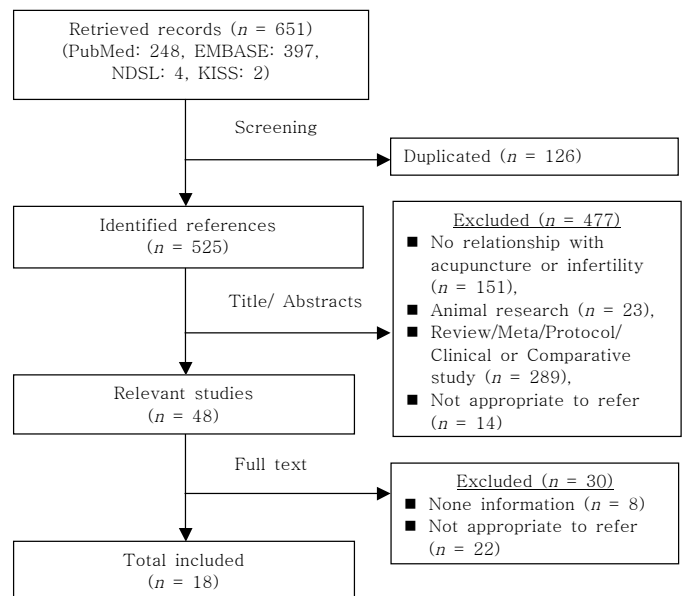 Retrieved records (n = 651)
(PubMed: 248, EMBASE: 397,
NDSL: 4, KISS: 2)
Screening
Duplicated (n = 126)
Identified references
(n = 525)
Title/ Abstracts
Excluded (n = 477)
■ No relationship with
acupuncture or infertility
(n = 151),
■ Animal research (n = 23),
■ Review/Meta/Protocol/
Clinical or Comparative
study (n = 289),
■ Not appropriate to refer
(n = 14)
Relevant studies
(n = 48)
Full text
Excluded (n = 30)
■ None information (n = 8)
■ Not appropriate to refer
(n = 22)
Total included
(n = 18)